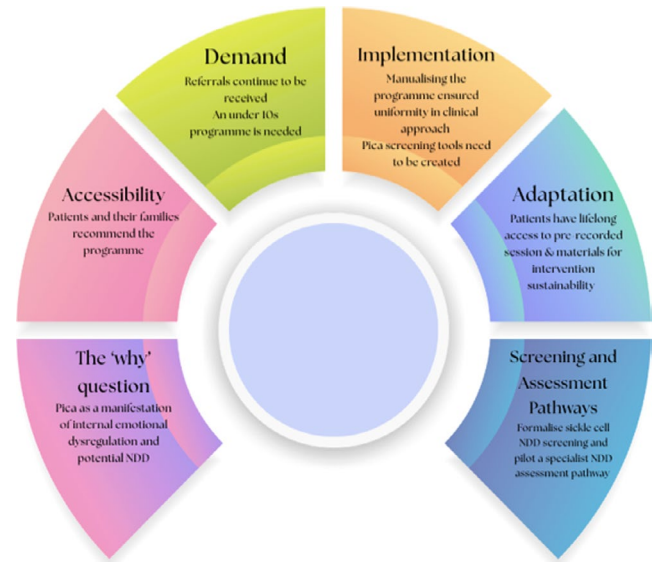 Demand
Referrals continue to be
received
An under 10s
programme is needed
Implementation
Manualising the
programme ensured
uniformity in clinical
approach
Pica screening tools need
to be created
Accessibility
Patients and their families
recommend the
programme
Adaptation
Patients have lifelong
access to pre-recorded
session & materials for
intervention
sustainability
The 'why'
question
Pica as a manifestation
of internal emotional
dysregulation and
potential NDD
Screening and
Assessment
Pathways
Formalise sickle cell
NDD screening and
pilot a specialist NDD
assessment pathway